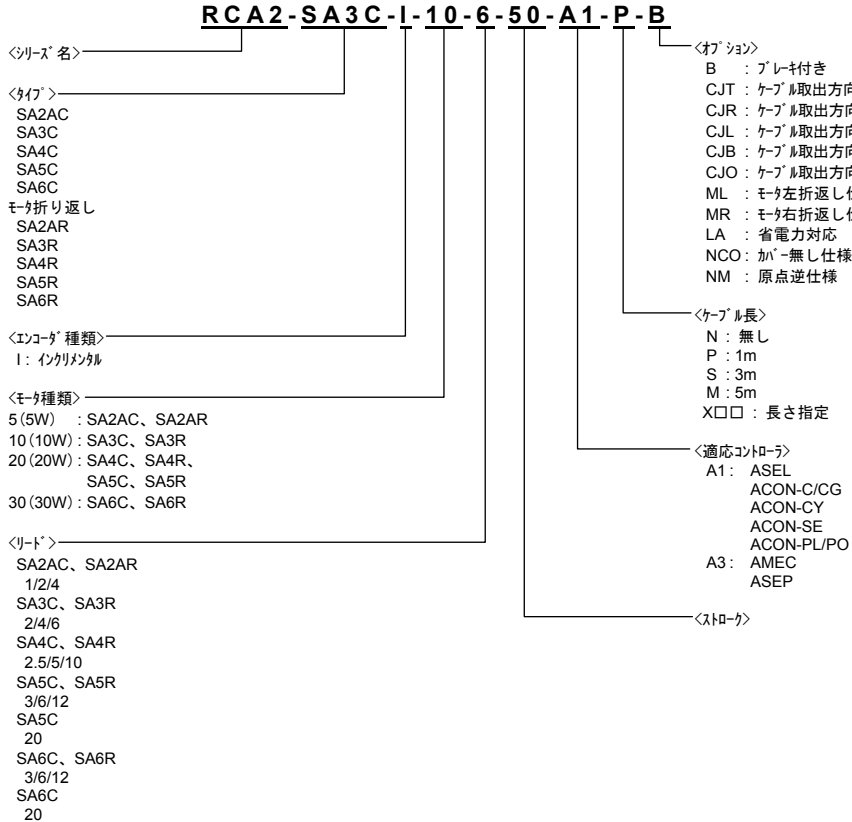 RCA2-SA3C-I-10-6-50-A1-P-B
〈ｼﾘｰｽﾞ名〉
〈ﾀｲﾌﾟ〉
SA2AC
SA3C
SA4C
SA5C
SA6C
ﾓｰﾀ折り返し
SA2AR
SA3R
SA4R
SA5R
SA6R
〈ｴﾝｺｰﾀﾞ種類〉
I : ｲﾝｸﾘﾒﾝﾀﾙ
〈ﾓｰﾀ種類〉
5(5W) : SA2AC、SA2AR
10(10W) : SA3C、SA3R
20(20W) : SA4C、SA4R、
SA5C、SA5R
30(30W) : SA6C、SA6R
〈ﾘｰﾄﾞ〉
SA2AC、SA2AR
1/2/4
SA3C、SA3R
2/4/6
SA4C、SA4R
2.5/5/10
SA5C、SA5R
3/6/12
SA5C
20
SA6C、SA6R
3/6/12
SA6C
20
〈ｵﾌﾟｼｮﾝ〉
B : ﾌﾞﾚｰｷ付き
CJT : ｹｰﾌﾞﾙ取出方向
CJR : ｹｰﾌﾞﾙ取出方向
CJL : ｹｰﾌﾞﾙ取出方向
CJB : ｹｰﾌﾞﾙ取出方向
CJO : ｹｰﾌﾞﾙ取出方向
ML : ﾓｰﾀ左折返し
MR : ﾓｰﾀ右折返し
LA : 省電力対応
NCO : ｶﾊﾞｰ無し仕様
NM : 原点逆仕様
〈ｹｰﾌﾞﾙ長〉
N : 無し
P : 1m
S : 3m
M : 5m
X□□ : 長さ指定
〈適応ｺﾝﾄﾛｰﾗ〉
A1 : ASEL
ACON-C/CG
ACON-CY
ACON-SE
ACON-PL/PO
A3 : AMEC
ASEP
〈ｽﾄﾛｰｸ〉